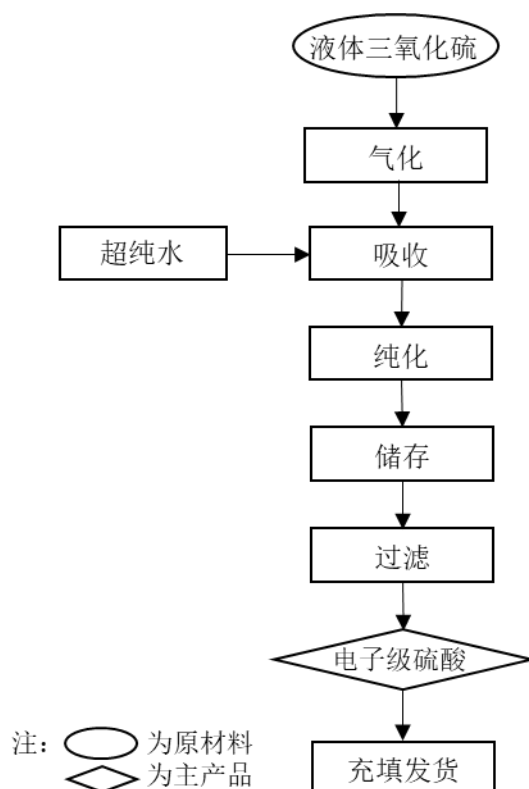 液体三氧化硫
气化
超纯水
吸收
纯化
储存
过滤
电子级硫酸
注：
为原材料
为主产品
充填发货